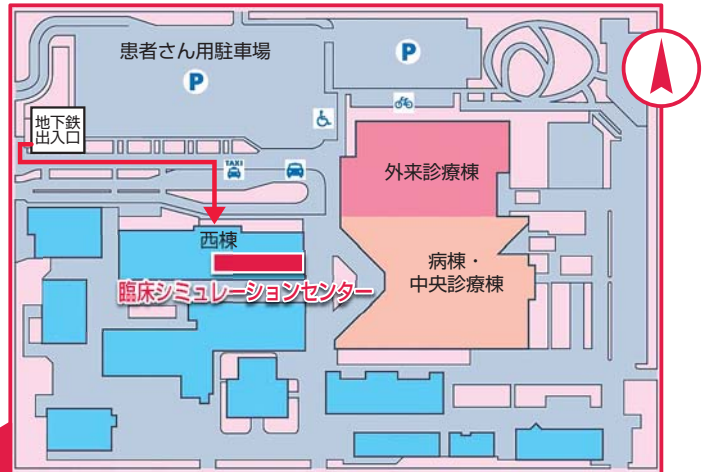 患者さん用駐車場
P
P
地下鉄
出入口
TAXI
外来診療棟
西棟
病棟・
中央診療棟
臨床シミュレーションセンター